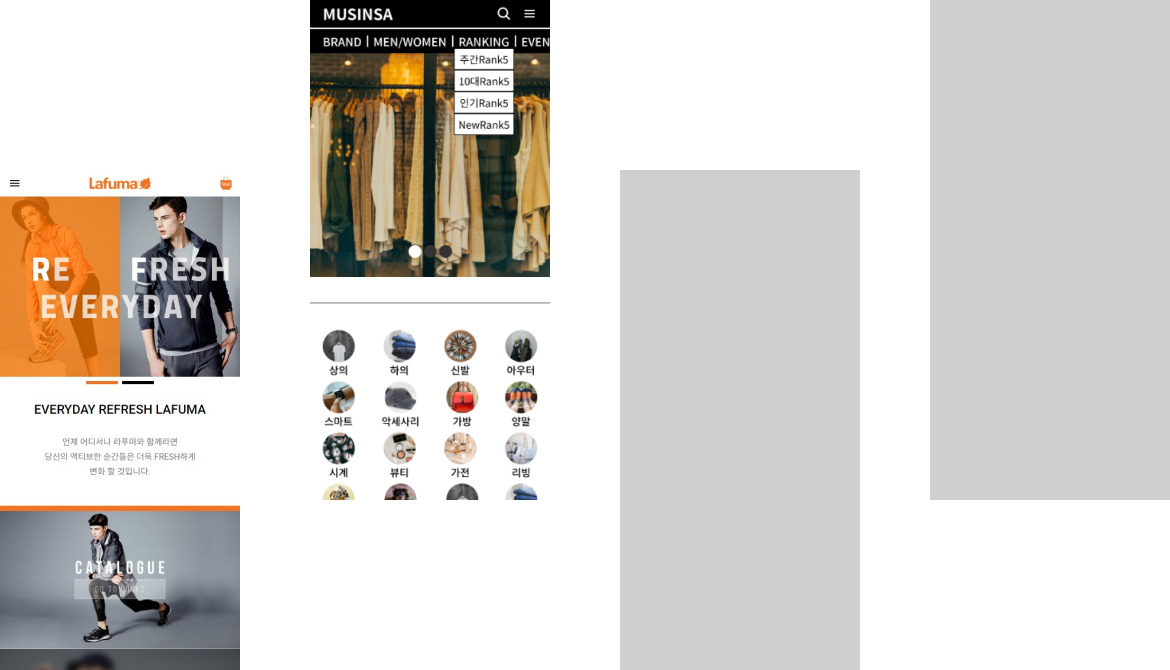 Lafuma
RE FRESH
EVERYDAY
EVERYDAY REFRESH LAFUMA
언제 어디서나 라푸마와 함께라면
당신의 액티브한 순간들은 더욱 FRESH하게
변화 할 것입니다.
CATALOGUE
MUSINSA
BRAND | MEN/WOMEN | RANKING | EVEN
주간Rank5
10대Rank5
인기Rank5
NewRank5
상의 하의 신발 아우터
스마트 악세사리 가방 양말
시계 뷰티 가전 리빙